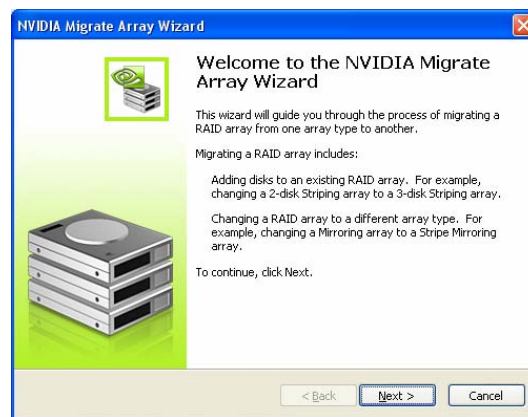 NVIDIA Migrate Array Wizard
Welcome to the NVIDIA Migrate
Array Wizard
This wizard will guide you through the process of migrating a
RAID array from one array type to another.
Migrating a RAID array includes:
Adding disks to an existing RAID array. For example,
changing a 2-disk Striping array to a 3-disk Striping array.
Changing a RAID array to a different array type. For
example, changing a Mirroring array to a Stripe Mirroring
array.
To continue, click Next.
< Back
Next >
Cancel